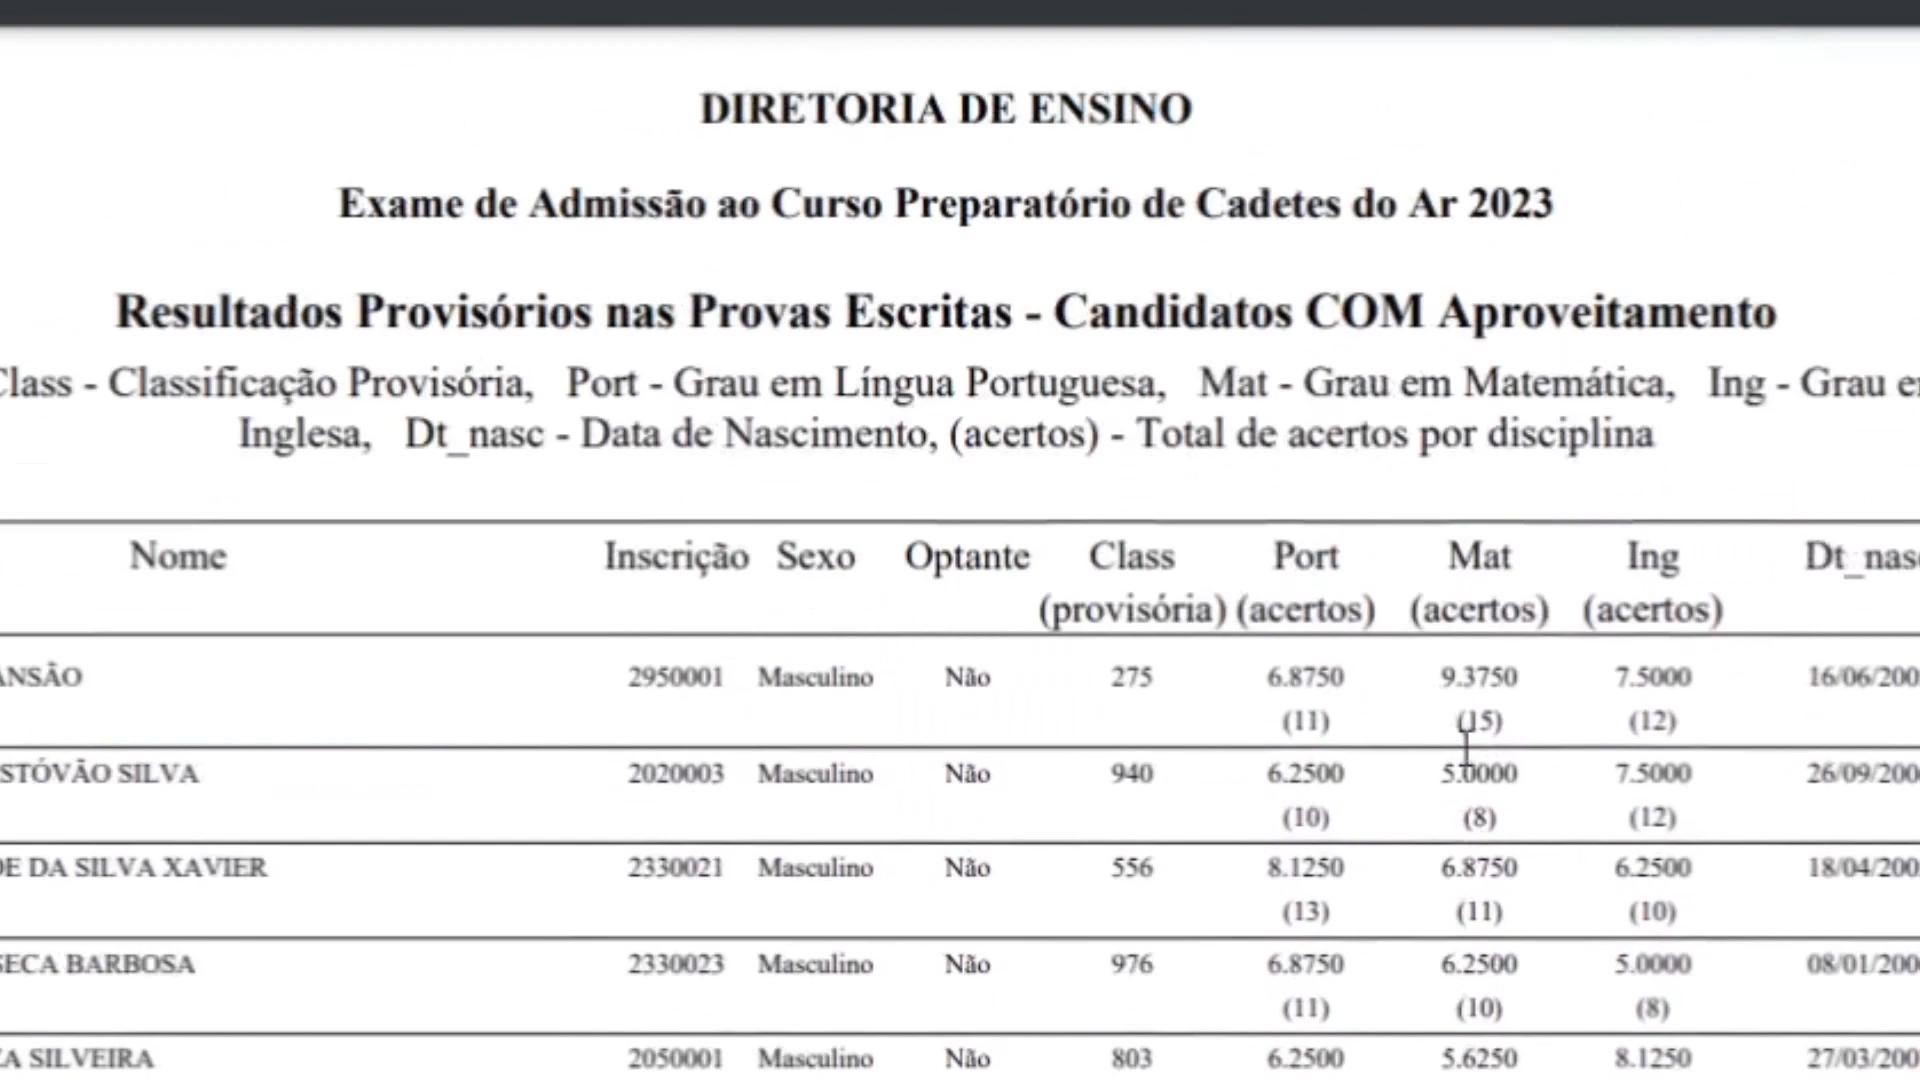 DIRETORIA DE ENSINO
Exame de Admissão ao Curso Preparatório de Cadetes do Ar 2023
Resultados Provisórios nas Provas Escritas - Candidatos COM Aproveitamento
Class - Classificação Provisória, Port - Grau em Língua Portuguesa, Mat - Grau em Matemática, Ing - Grau
Inglesa, Dt_nasc - Data de Nascimento, (acertos) - Total de acertos por disciplina
Nome Inscrição Sexo Optante Class Port Mat Ing Dt_nasc
(provisória) (acertos) (acertos) (acertos)
ANSÃO 2950001 Masculino Não 275 6.8750 9.3750 7.5000 16/06/200
(11) (15) (12)
STÓVÃO SILVA 2020003 Masculino Não 940 6.2500 5.0000 7.5000 26/09/200
(10) (8) (12)
DE DA SILVA XAVIER 2330021 Masculino Não 556 8.1250 6.8750 6.2500 18/04/200
(13) (11) (10)
SECA BARBOSA 2330023 Masculino Não 976 6.8750 6.2500 5.0000 08/01/200
(11) (10) (8)
ZA SILVEIRA 2050001 Masculino Não 803 6.2500 5.6250 8.1250 27/03/200